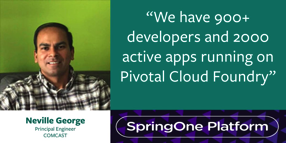 “We have 900+
developers and 2000
active apps running on
Pivotal Cloud Foundry”
Neville George
Principal Engineer
COMCAST
SpringOne Platform